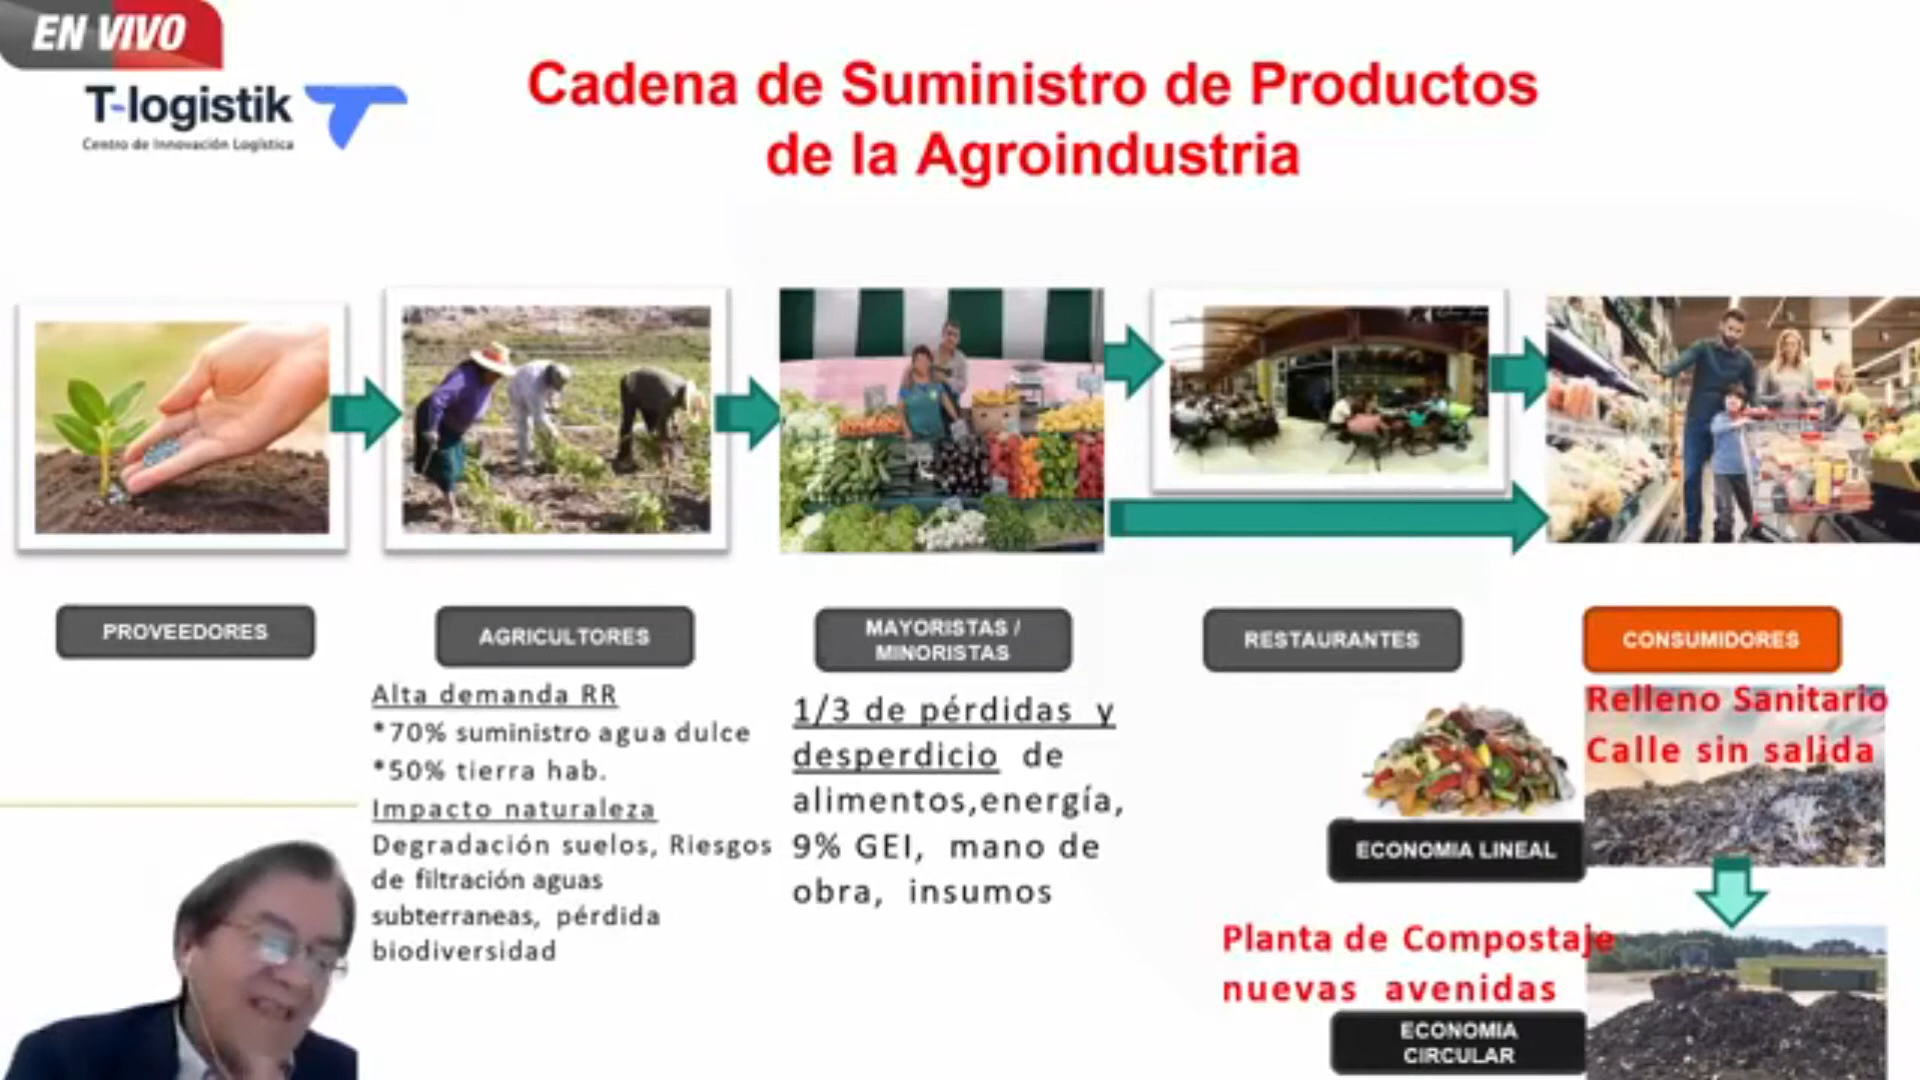 EN VIVO
T-logistik
Centro de Innovación Logística
Cadena de Suministro de Productos
de la Agroindustria
PROVEEDORES
AGRICULTORES
MAYORISTAS /
MINORISTAS
RESTAURANTES
CONSUMIDORES
Alta demanda RR
*70% suministro agua dulce
*50% tierra hab.
Impacto naturaleza
Degradación suelos, Riesgos
de filtración aguas
subterraneas, pérdida
biodiversidad
1/3 de pérdidas y
desperdicio de
alimentos,energía,
9% GEI, mano de
obra, insumos
Relleno Sanitario
Calle sin salida
ECONOMIA LINEAL
Planta de Compostaje
nuevas avenidas
ECONOMIA
CIRCULAR